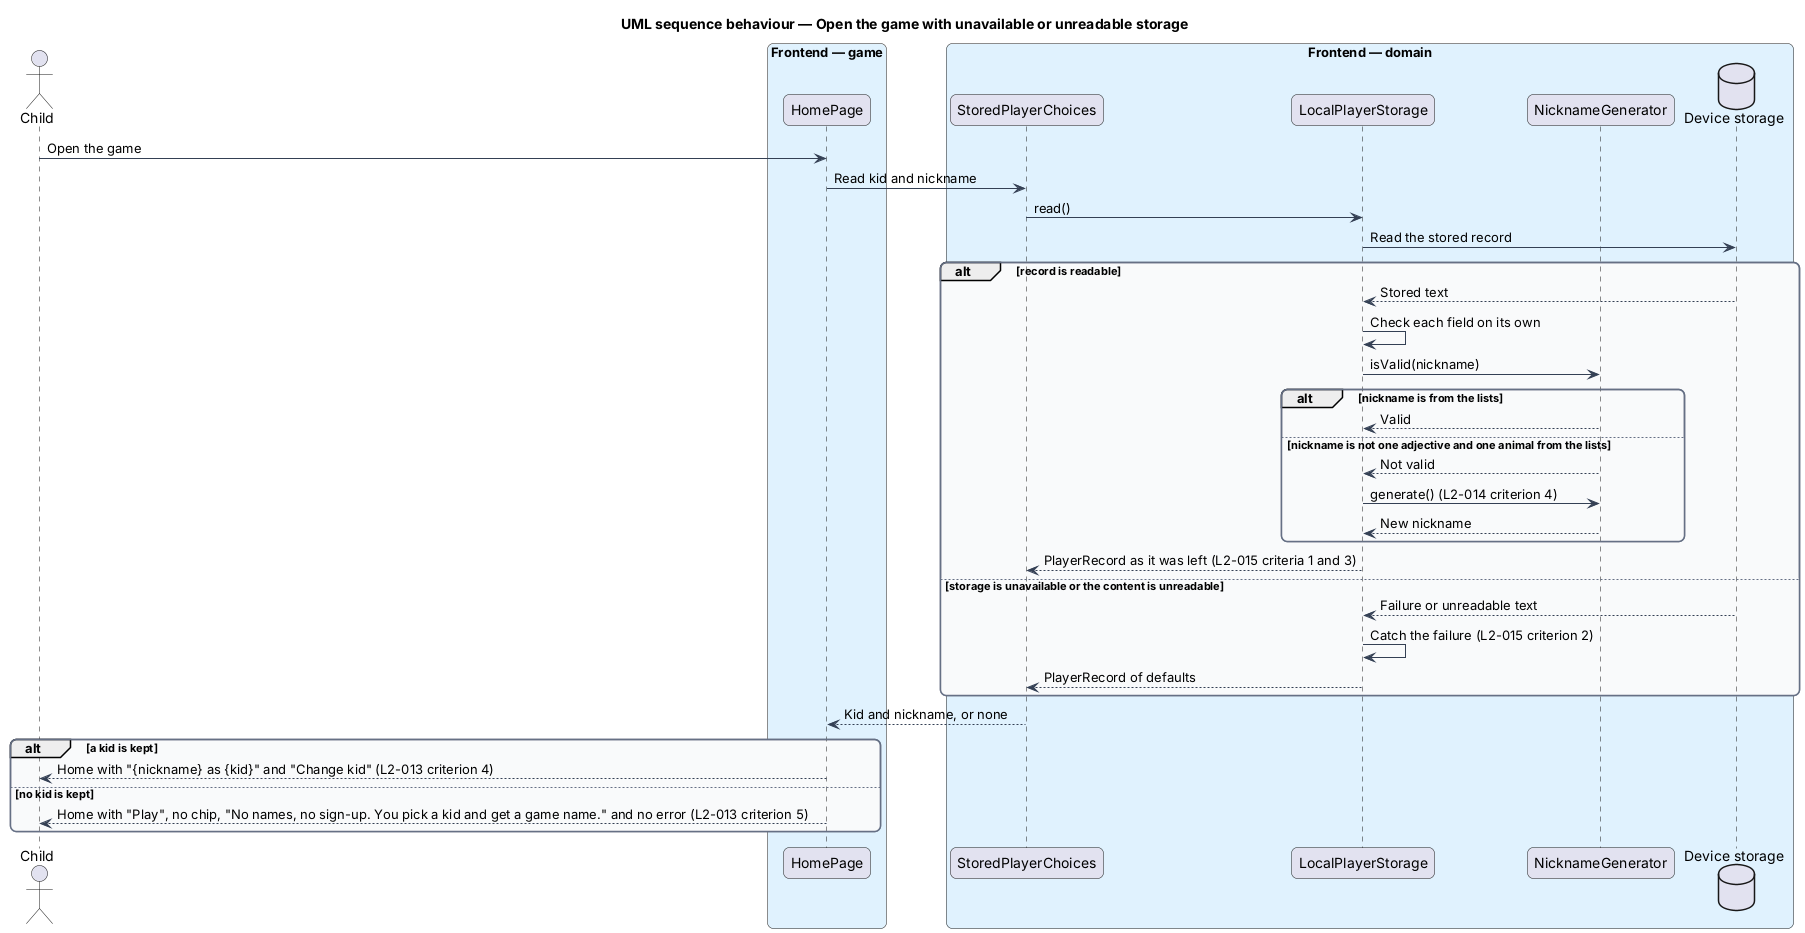 UML sequence behaviour — Open the game with unavailable or unreadable storage
Frontend — game
Frontend — domain
Child
HomePage
StoredPlayerChoices
LocalPlayerStorage
NicknameGenerator
Device storage
Open the game
Read kid and nickname
read()
Read the stored record
alt [record is readable]
Stored text
Check each field on its own
isValid(nickname)
alt [nickname is from the lists]
Valid
[nickname is not one adjective and one animal from the lists]
Not valid
generate() (L2-014 criterion 4)
New nickname
PlayerRecord as it was left (L2-015 criteria 1 and 3)
[storage is unavailable or the content is unreadable]
Failure or unreadable text
Catch the failure (L2-015 criterion 2)
PlayerRecord of defaults
Kid and nickname, or none
alt [a kid is kept]
Home with "{nickname} as {kid}" and "Change kid" (L2-013 criterion 4)
[no kid is kept]
Home with "Play", no chip, "No names, no sign-up. You pick a kid and get a game name." and no error (L2-013 criterion 5)
Child
HomePage
StoredPlayerChoices
LocalPlayerStorage
NicknameGenerator
Device storage